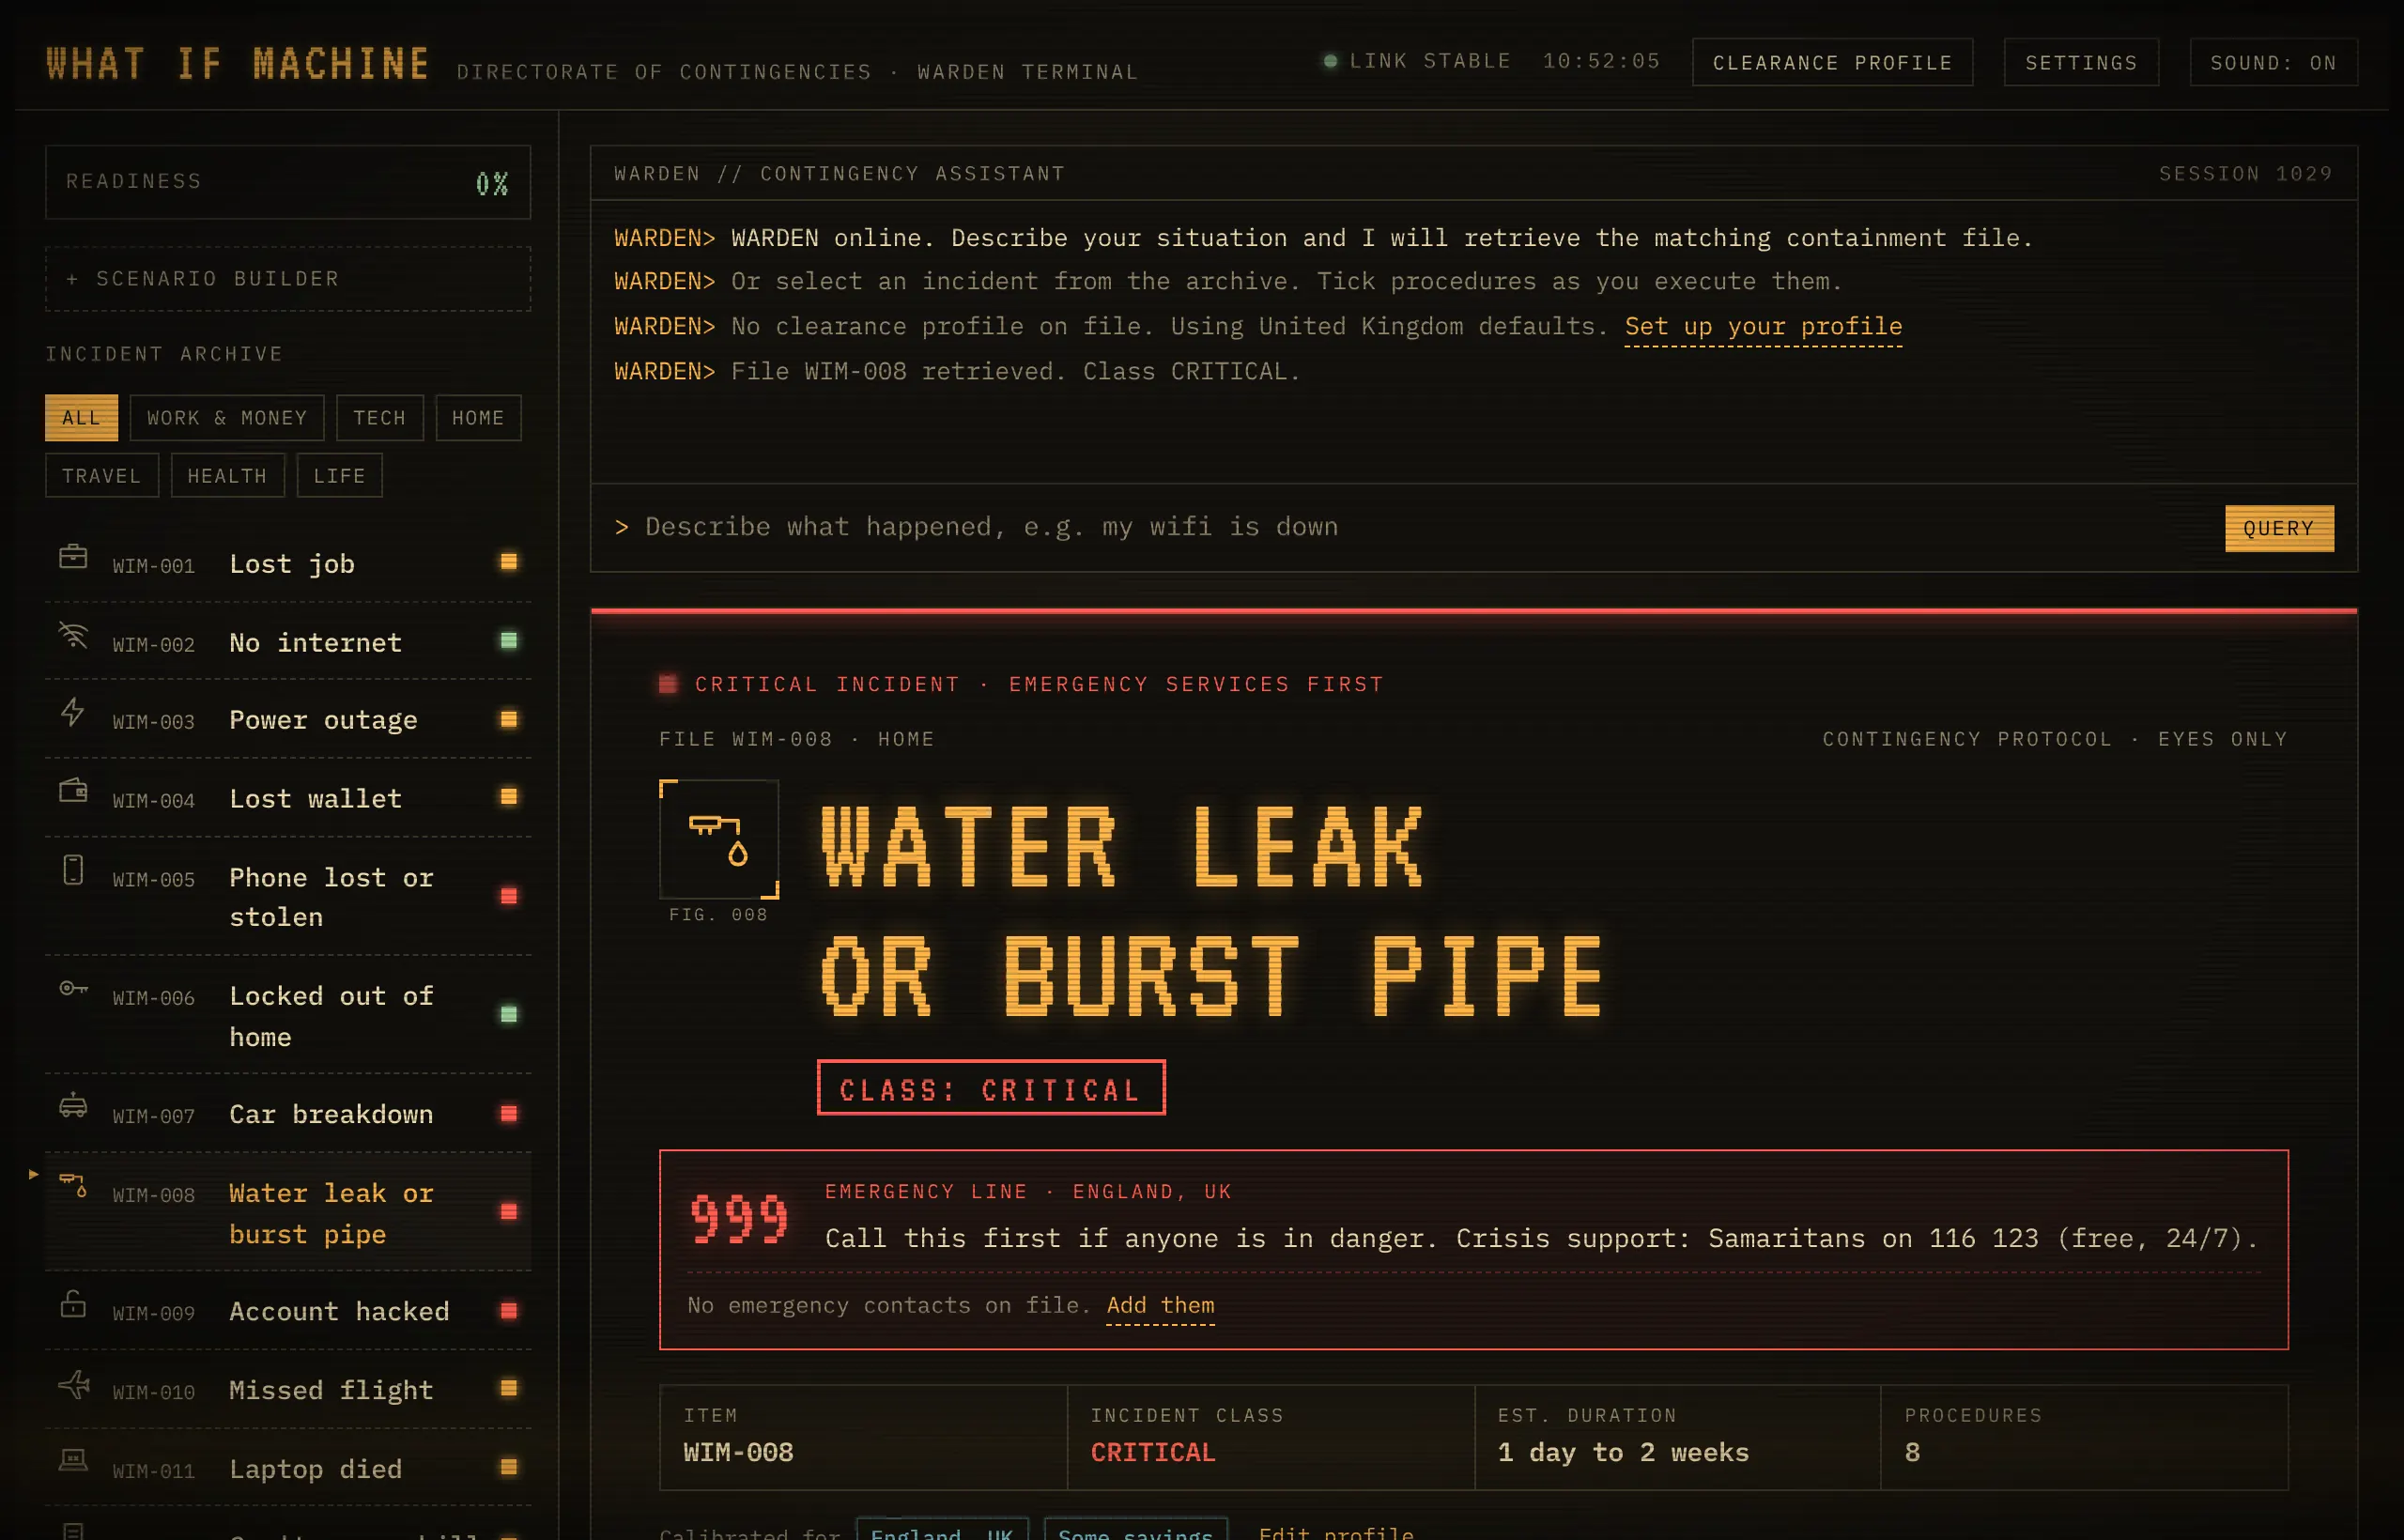 WHAT IF MACHINE
DIRECTORATE OF CONTINGENCIES · WARDEN TERMINAL
LINK STABLE
10:52:05
CLEARANCE PROFILE
SETTINGS
SOUND: ON
READINESS
0%
+ SCENARIO BUILDER
INCIDENT ARCHIVE
ALL
WORK & MONEY
TECH
HOME
TRAVEL
HEALTH
LIFE
WIM-001 Lost job
WIM-002 No internet
WIM-003 Power outage
WIM-004 Lost wallet
WIM-005 Phone lost or
stolen
WIM-006 Locked out of
home
WIM-007 Car breakdown
WIM-008 Water leak or
burst pipe
WIM-009 Account hacked
WIM-010 Missed flight
WIM-011 Laptop died
WARDEN // CONTINGENCY ASSISTANT
SESSION 1029
WARDEN> WARDEN online. Describe your situation and I will retrieve the matching containment file.
WARDEN> Or select an incident from the archive. Tick procedures as you execute them.
WARDEN> No clearance profile on file. Using United Kingdom defaults. Set up your profile
WARDEN> File WIM-008 retrieved. Class CRITICAL.
> Describe what happened, e.g. my wifi is down
QUERY
CRITICAL INCIDENT · EMERGENCY SERVICES FIRST
FILE WIM-008 · HOME
CONTINGENCY PROTOCOL · EYES ONLY
FIG. 008
WATER LEAK
OR BURST PIPE
CLASS: CRITICAL
999
EMERGENCY LINE · ENGLAND, UK
Call this first if anyone is in danger. Crisis support: Samaritans on 116 123 (free, 24/7).
No emergency contacts on file. Add them
ITEM
WIM-008
INCIDENT CLASS
CRITICAL
EST. DURATION
1 day to 2 weeks
PROCEDURES
8
Calibrated for England, UK Some savings Edit profile